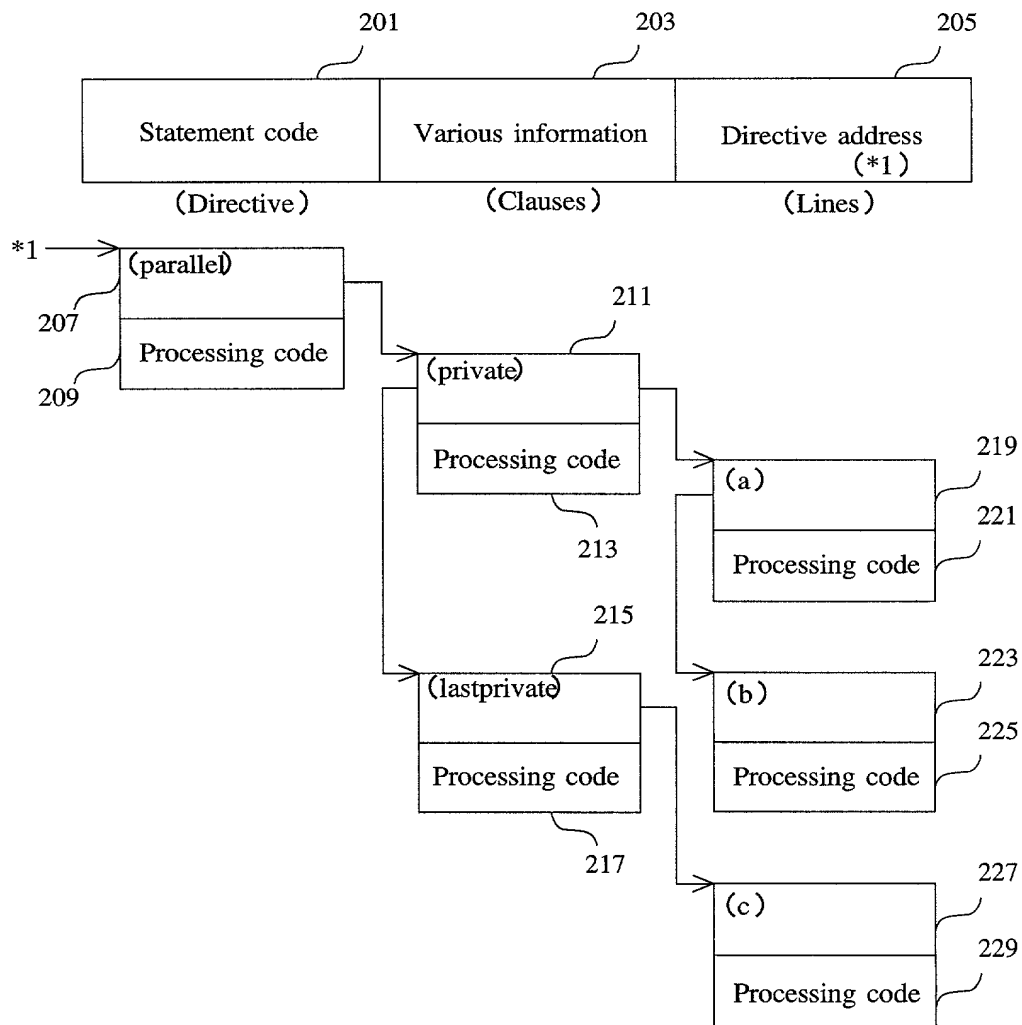 201
203
205
Statement code
Various information
Directive address
(*1)
(Directive)
(Clauses)
(Lines)
*1
(parallel)
207
Processing code
209
211
(private)
Processing code
213
219
(a)
221
Processing code
215
(lastprivate)
Processing code
217
223
(b)
225
Processing code
227
(c)
229
Processing code